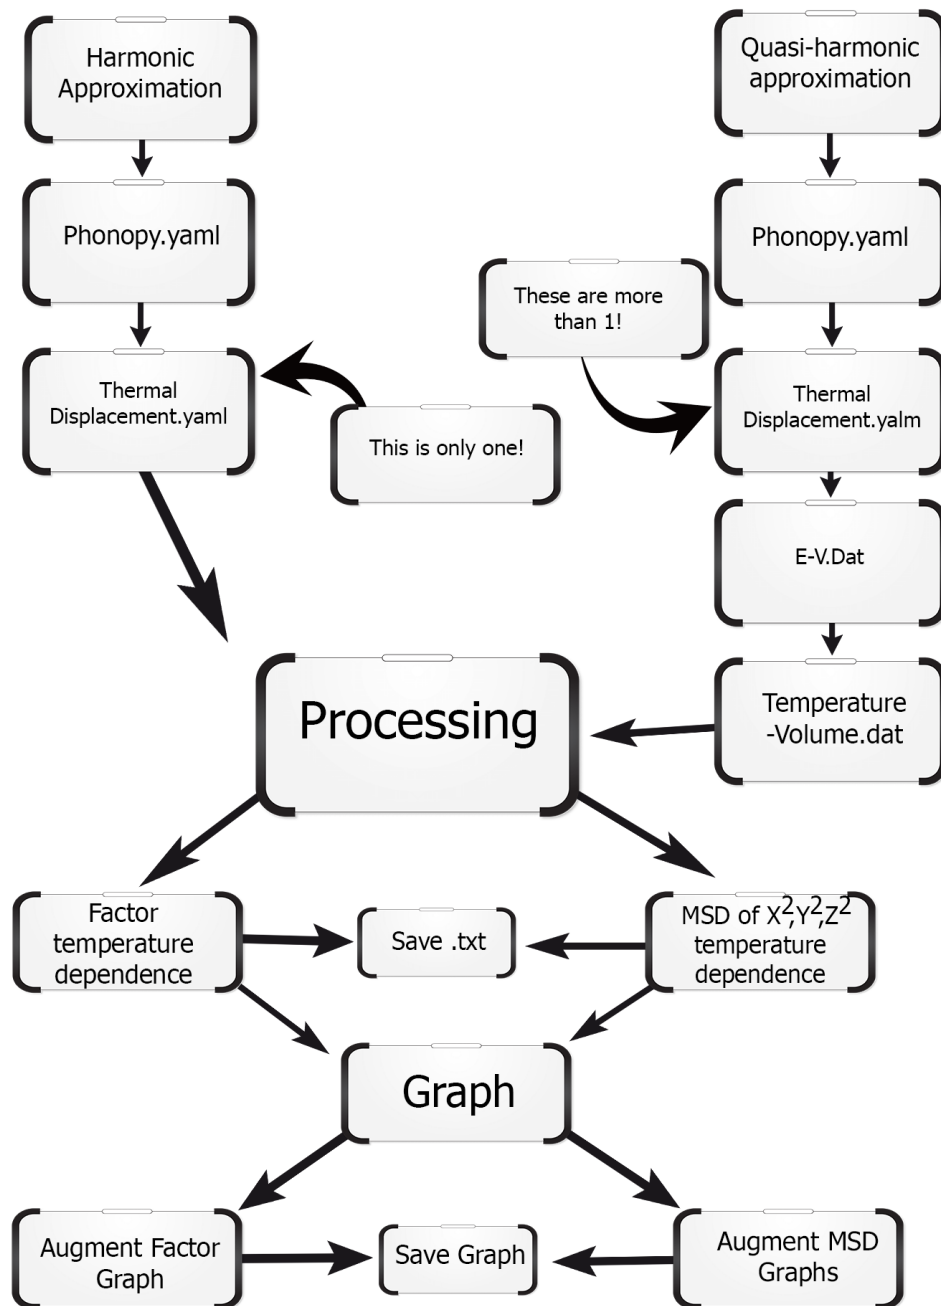 Harmonic
Approximation
Quasi-harmonic
approximation
Phonopy.yaml
Phonopy.yaml
These are more
than 1!
Thermal
Displacement.yaml
Thermal
Displacement.yalm
This is only one!
E-V.Dat
Processing
Temperature
-Volume.dat
Factor
temperature
dependence
Save .txt
MSD of X²,Y²,Z²
temperature
dependence
Graph
Augment Factor
Graph
Save Graph
Augment MSD
Graphs